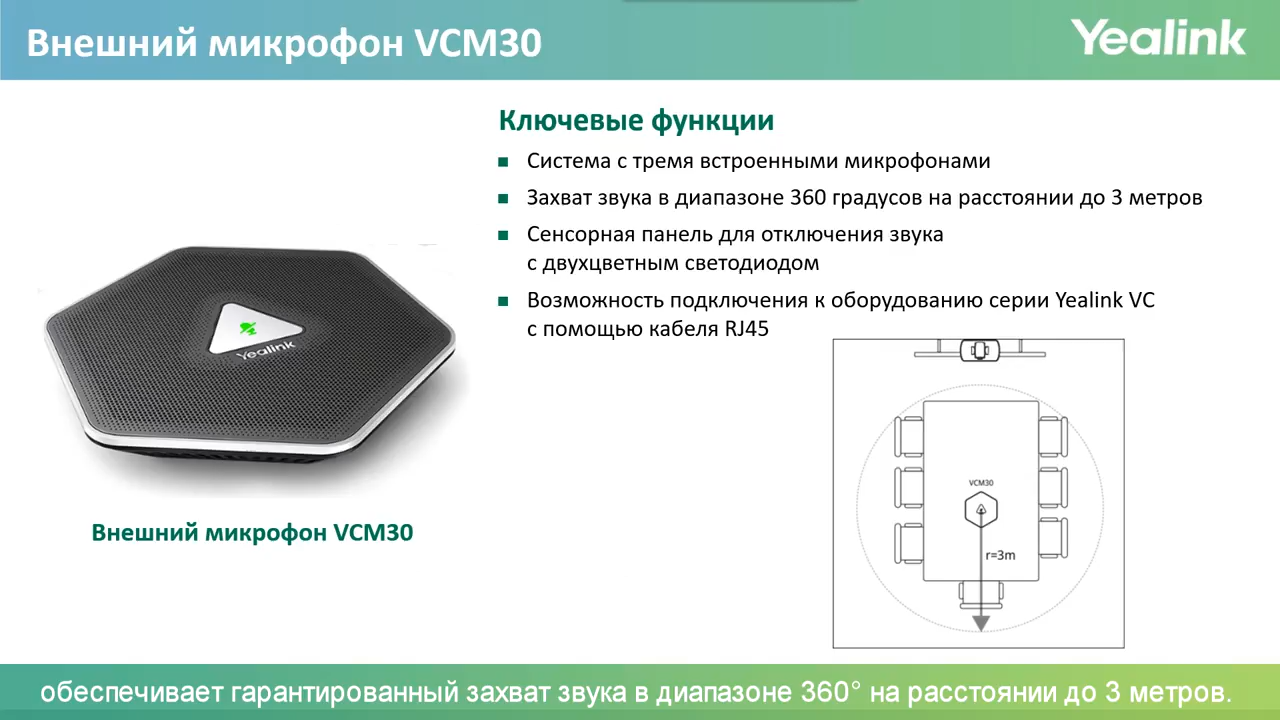 Внешний микрофон VCM30
Yealink
Ключевые функции
Система с тремя встроенными микрофонами
Захват звука в диапазоне 360 градусов на расстоянии до 3 метров
Сенсорная панель для отключения звука
с двухцветным светодиодом
Возможность подключения к оборудованию серии Yealink VC
с помощью кабеля RJ45
Yealink
Внешний микрофон VCM30
VCM30
r=3m
обеспечивает гарантированный захват звука в диапазоне 360° на расстоянии до 3 метров.